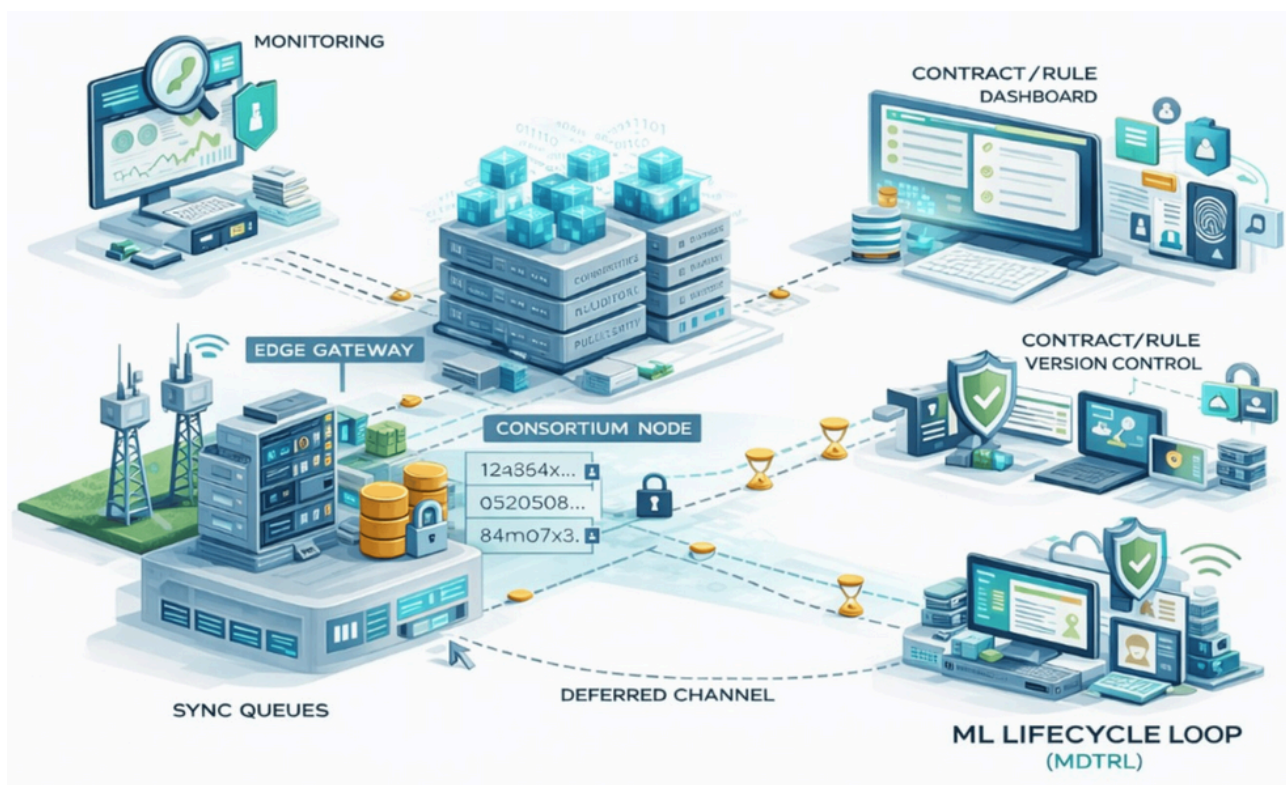 MONITORING
CONTRACT/RULE
DASHBOARD
EDGE GATEWAY
CONTRACT/RULE
VERSION CONTROL
CONSORTIUM NODE
12a864x...
0520508...
84m07x3.
SYNC QUEUES
DEFERRED CHANNEL
ML LIFECYCLE LOOP
(MDTRL)